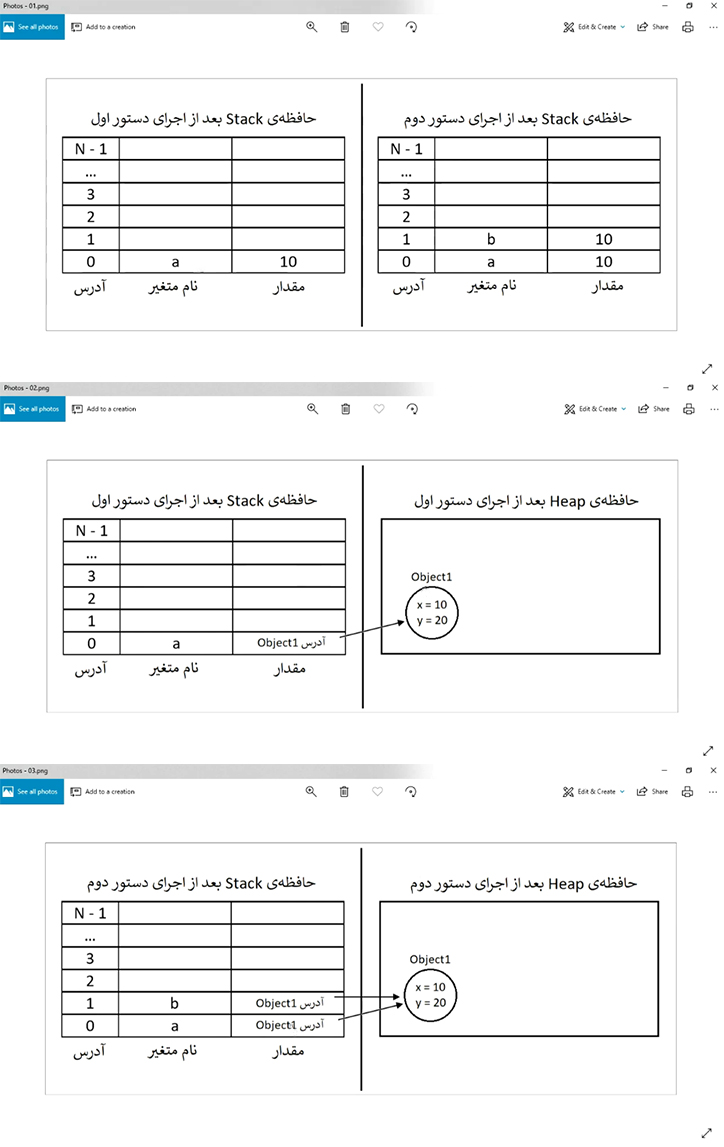 Photos - 01.png
See all photos
Add to a creation
Edit & Create
Share
حافظه‌ی Stack بعد از اجرای دستور اول
N - 1
...
3
2
1
0 a 10
آدرس نام متغیر مقدار
حافظه‌ی Stack بعد از اجرای دستور دوم
N - 1
...
3
2
1 b 10
0 a 10
آدرس نام متغیر مقدار
Photos - 02.png
See all photos
Add to a creation
Edit & Create
Share
حافظه‌ی Stack بعد از اجرای دستور اول
N - 1
...
3
2
1
0 a آدرس Object1
آدرس نام متغیر مقدار
حافظه‌ی Heap بعد از اجرای دستور اول
Object1
x = 10
y = 20
Photos - 03.png
See all photos
Add to a creation
Edit & Create
Share
حافظه‌ی Stack بعد از اجرای دستور دوم
N - 1
...
3
2
1 b آدرس Object1
0 a آدرس Object1
آدرس نام متغیر مقدار
حافظه‌ی Heap بعد از اجرای دستور دوم
Object1
x = 10
y = 20